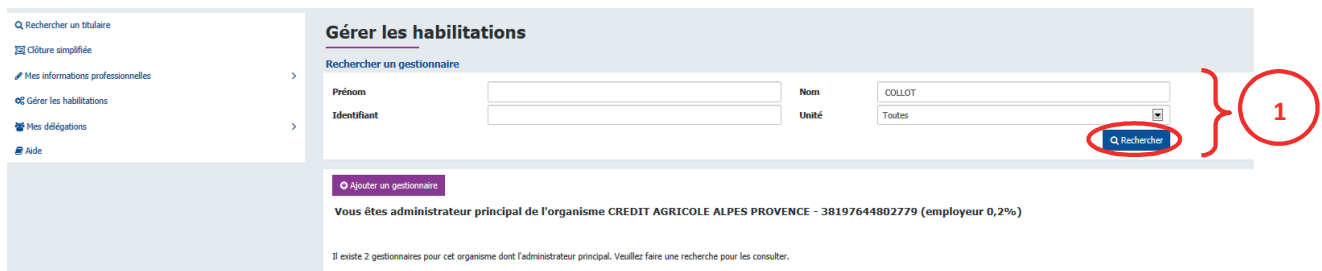 Rechercher un titulaire
Clôture simplifiée
Mes informations professionnelles
Gérer les habilitations
Mes délégations
Aide
Gérer les habilitations
Rechercher un gestionnaire
Prénom
Nom COLLOT
Identifiant
Unité Toutes
Rechercher
1
Ajouter un gestionnaire
Vous êtes administrateur principal de l'organisme CREDIT AGRICOLE ALPES PROVENCE - 38197644802779 (employeur 0,2%)
Il existe 2 gestionnaires pour cet organisme dont l'administrateur principal. Veuillez faire une recherche pour les consulter.